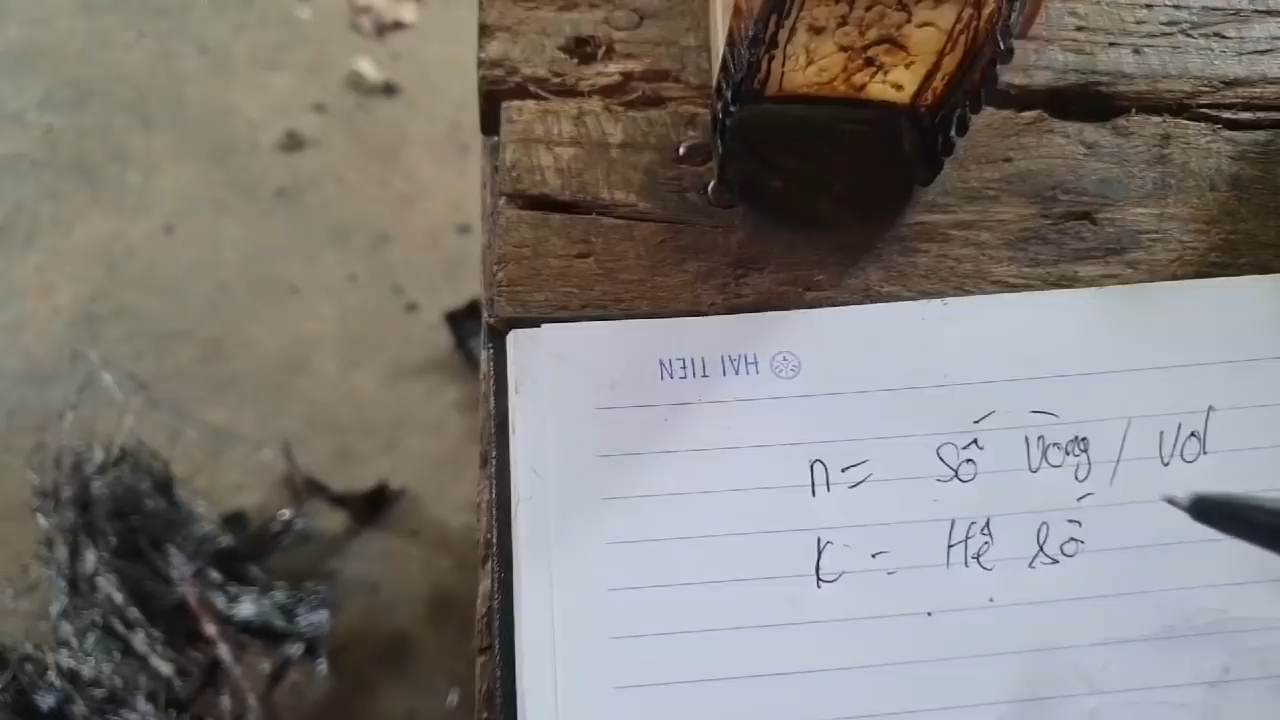 HAI TIEN
n = Số vòng / vol
K = Hệ Số